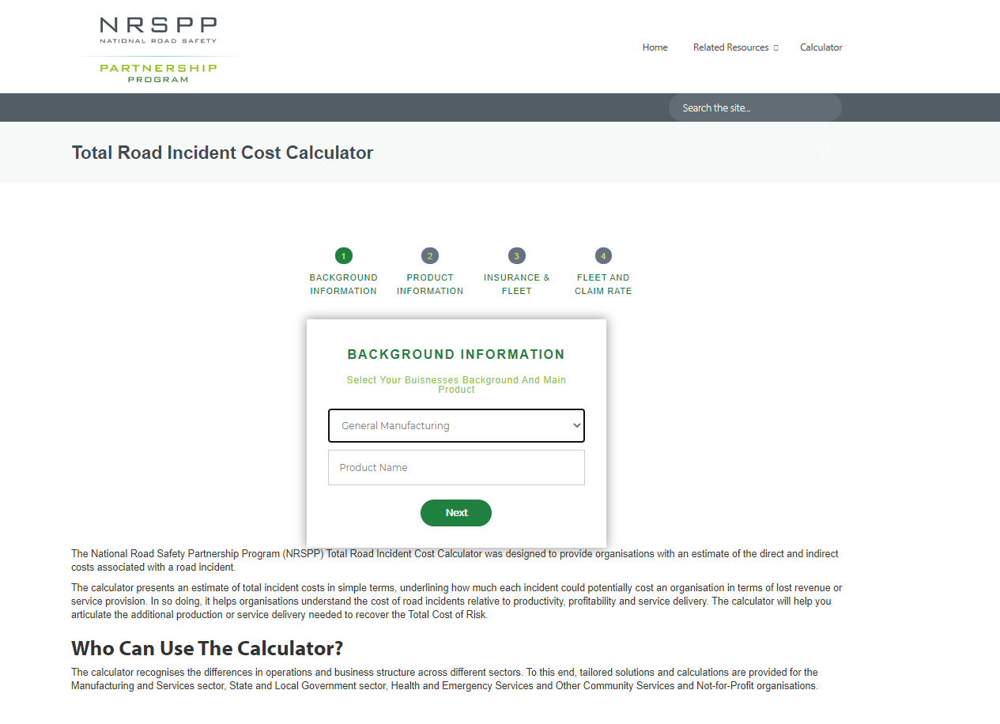 NRSPP
NATIONAL ROAD SAFETY
PARTNERSHIP
PROGRAM
Home Related Resources Calculator
Search the site...
Total Road Incident Cost Calculator
1 2 3 4
BACKGROUND INFORMATION
PRODUCT INFORMATION
INSURANCE & FLEET
FLEET AND CLAIM RATE
BACKGROUND INFORMATION
Select Your Buisnesses Background And Main
Product
General Manufacturing
Product Name
Next
The National Road Safety Partnership Program (NRSPP) Total Road Incident Cost Calculator was designed to provide organisations with an estimate of the direct and indirect
costs associated with a road incident.
The calculator presents an estimate of total incident costs in simple terms, underlining how much each incident could potentially cost an organisation in terms of lost revenue or
service provision. In so doing, it helps organisations understand the cost of road incidents relative to productivity, profitability and service delivery. The calculator will help you
articulate the additional production or service delivery needed to recover the Total Cost of Risk.
Who Can Use The Calculator?
The calculator recognises the differences in operations and business structure across different sectors. To this end, tailored solutions and calculations are provided for the
Manufacturing and Services sector, State and Local Government sector, Health and Emergency Services and Other Community Services and Not-for-Profit organisations.